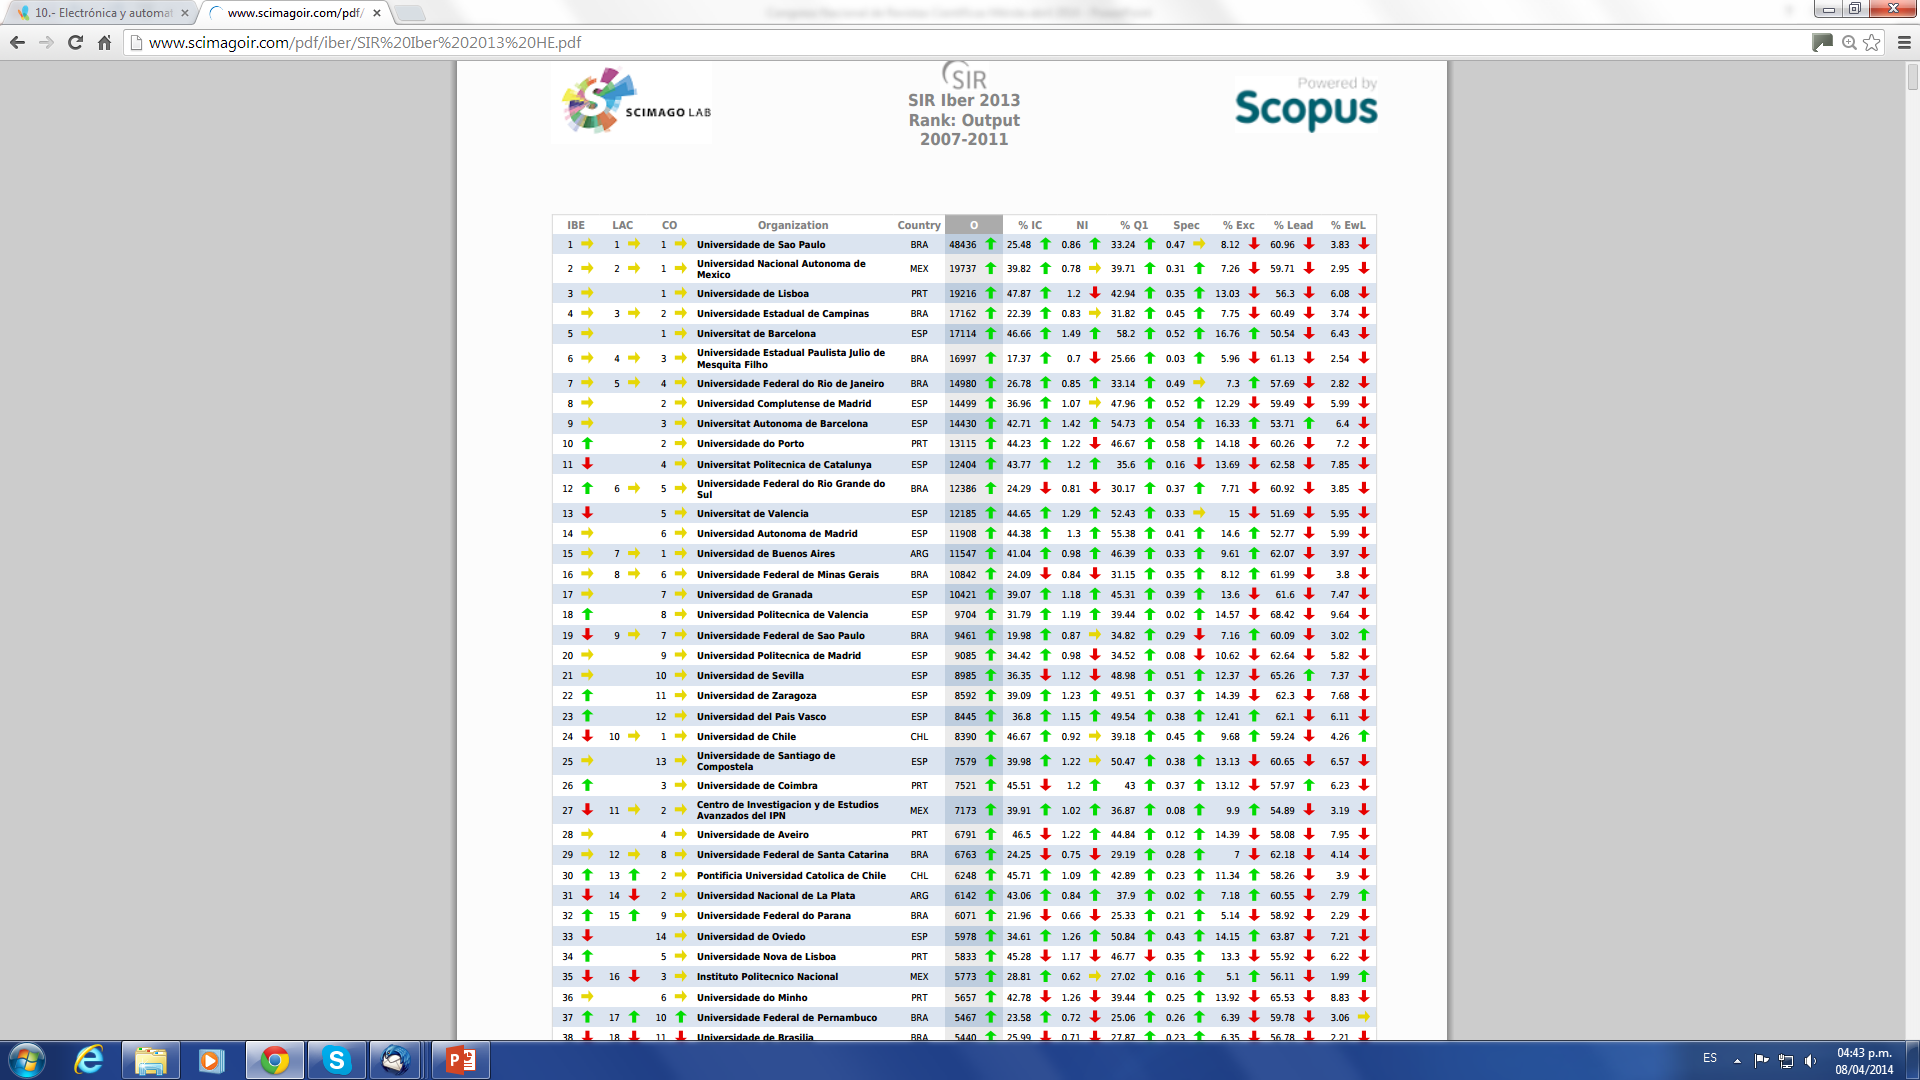 10.- Electrónica y automat
www.scimagoir.com/pdf/
www.scimagoir.com/pdf/iber/SIR%20Iber%202013%20HE.pdf
SCIMAGO LAB
SIR
SIR Iber 2013
Rank: Output
2007-2011
Powered by
Scopus
IBE LAC CO Organization Country O % IC NI % Q1 Spec % Exc % Lead % EwL
1 1 1 Universidade de Sao Paulo BRA 48436 25.48 0.86 33.24 0.47 8.12 60.96 3.83
2 2 1 Universidad Nacional Autonoma de Mexico MEX 19737 39.82 0.78 39.71 0.31 7.26 59.71 2.95
3 1 Universidade de Lisboa PRT 19216 47.87 1.2 42.94 0.35 13.03 56.3 6.08
4 3 2 Universidade Estadual de Campinas BRA 17162 22.39 0.83 31.82 0.45 7.75 60.49 3.74
5 1 Universitat de Barcelona ESP 17114 46.66 1.49 58.2 0.52 16.76 50.54 6.43
6 4 3 Universidade Estadual Paulista Julio de Mesquita Filho BRA 16997 17.37 0.7 25.66 0.03 5.96 61.13 2.54
7 5 4 Universidade Federal do Rio de Janeiro BRA 14980 26.78 0.85 33.14 0.49 7.3 57.69 2.82
8 2 Universidad Complutense de Madrid ESP 14499 36.96 1.07 47.96 0.52 12.29 59.49 5.99
9 3 Universitat Autonoma de Barcelona ESP 14430 42.71 1.42 54.73 0.54 16.33 53.71 6.4
10 2 Universidade do Porto PRT 13115 44.23 1.22 46.67 0.58 14.18 60.26 7.2
11 4 Universitat Politecnica de Catalunya ESP 12404 43.77 1.2 35.6 0.16 13.69 62.58 7.85
12 6 5 Universidade Federal do Rio Grande do Sul BRA 12386 24.29 0.81 30.17 0.37 7.71 60.92 3.85
13 5 Universitat de Valencia ESP 12185 44.65 1.29 52.43 0.33 15 51.69 5.95
14 6 Universidad Autonoma de Madrid ESP 11908 44.38 1.3 55.38 0.41 14.6 52.77 5.99
15 7 1 Universidad de Buenos Aires ARG 11547 41.04 0.98 46.39 0.33 9.61 62.07 3.97
16 8 6 Universidade Federal de Minas Gerais BRA 10842 24.09 0.84 31.15 0.35 8.12 61.99 3.8
17 7 Universidad de Granada ESP 10421 39.07 1.18 45.31 0.39 13.6 61.6 7.47
18 8 Universidad Politecnica de Valencia ESP 9704 31.79 1.19 39.44 0.02 14.57 68.42 9.64
19 9 7 Universidade Federal de Sao Paulo BRA 9461 19.98 0.87 34.82 0.29 7.16 60.09 3.02
20 9 Universidad Politecnica de Madrid ESP 9085 34.42 0.98 34.52 0.08 10.62 62.64 5.82
21 10 Universidad de Sevilla ESP 8985 36.35 1.12 48.98 0.51 12.37 65.26 7.37
22 11 Universidad de Zaragoza ESP 8592 39.09 1.23 49.51 0.37 14.39 62.3 7.68
23 12 Universidad del Pais Vasco ESP 8445 36.8 1.15 49.54 0.38 12.41 62.1 6.11
24 10 1 Universidad de Chile CHL 8390 46.67 0.92 39.18 0.45 9.68 59.24 4.26
25 13 Universidade de Santiago de Compostela ESP 7579 39.98 1.22 50.47 0.38 13.13 60.65 6.57
26 3 Universidade de Coimbra PRT 7521 45.51 1.2 43 0.37 13.12 57.97 6.23
27 11 2 Centro de Investigacion y de Estudios Avanzados del IPN MEX 7173 39.91 1.02 36.87 0.08 9.9 54.89 3.19
28 4 Universidade de Aveiro PRT 6791 46.5 1.22 44.84 0.12 14.39 58.08 7.95
29 12 8 Universidade Federal de Santa Catarina BRA 6763 24.25 0.75 29.19 0.28 7 62.18 4.14
30 13 2 Pontificia Universidad Catolica de Chile CHL 6248 45.71 1.09 42.89 0.23 11.34 58.26 3.9
31 14 2 Universidad Nacional de La Plata ARG 6142 43.06 0.84 37.9 0.02 7.18 60.55 2.79
32 15 9 Universidade Federal do Parana BRA 6071 21.96 0.66 25.33 0.21 5.14 58.92 2.29
33 14 Universidad de Oviedo ESP 5978 34.61 1.26 50.84 0.43 14.15 63.87 7.21
34 5 Universidade Nova de Lisboa PRT 5833 45.28 1.17 46.77 0.35 13.3 55.92 6.22
35 16 3 Instituto Politecnico Nacional MEX 5773 28.81 0.62 27.02 0.16 5.1 56.11 1.99
36 6 Universidade do Minho PRT 5657 42.78 1.26 39.44 0.25 13.92 65.53 8.83
37 17 10 Universidade Federal de Pernambuco BRA 5467 23.58 0.72 25.06 0.26 6.39 59.78 3.06
38 18 11 Universidade de Brasilia BRA 5440 25.99 0.71 27.87 0.23 6.35 56.78 2.21
ES
04:43 p.m.
08/04/2014